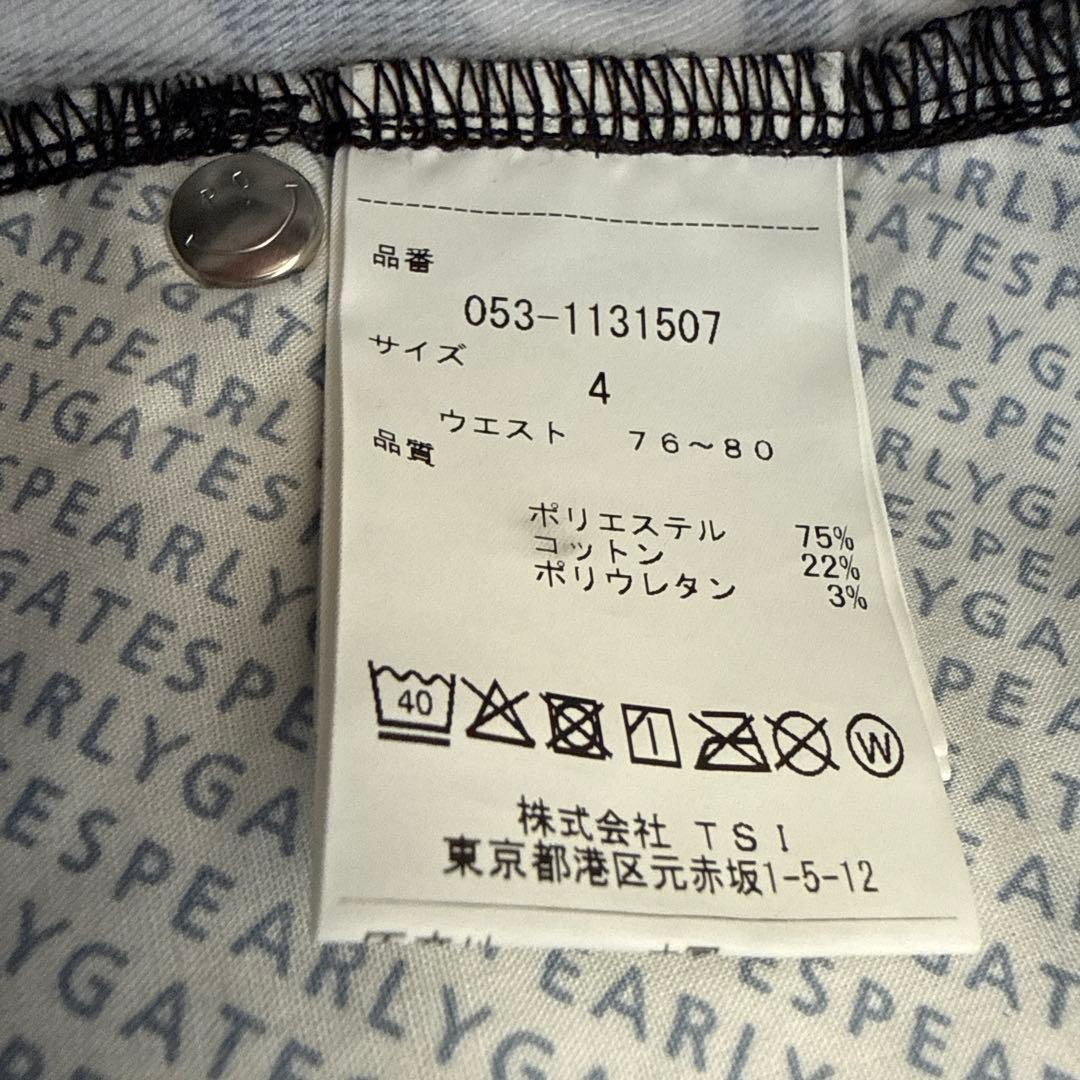 品番
053-1131507
サイズ
4
ウエスト 76~80
品質
ポリエステル 75%
コットン 22%
ポリウレタン 3%
40
W
株式会社 TSI
東京都港区元赤坂1-5-12
PEARLYGATES